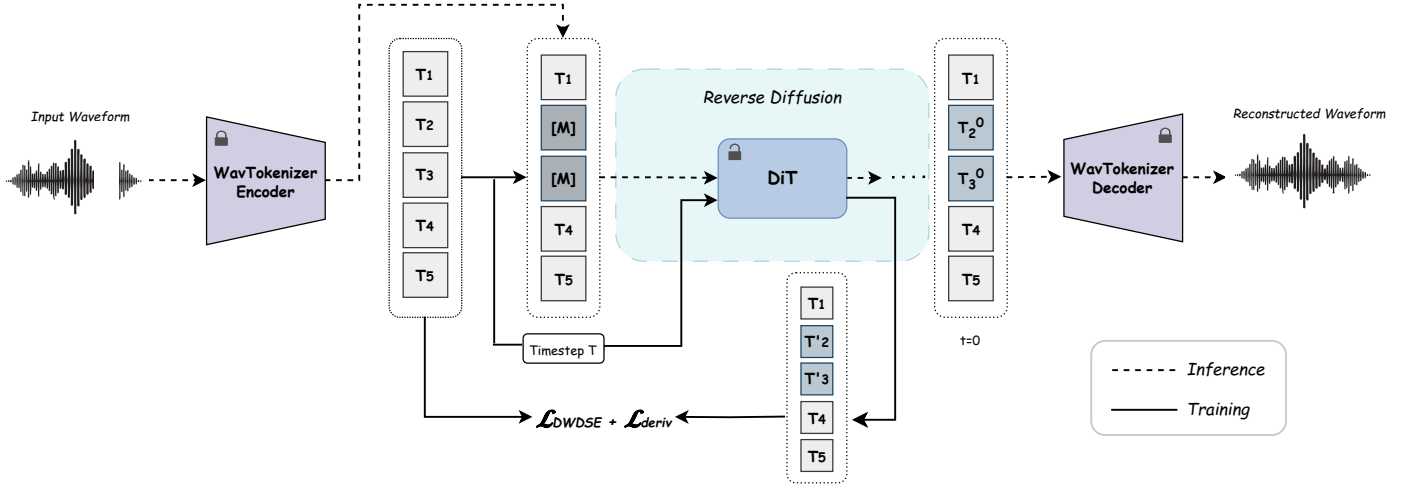 Input Waveform
WavTokenizer
Encoder
T1
T2
T3
T4
T5
T1
[M]
[M]
T4
T5
Timestep T
Reverse Diffusion
DiT
T1
T'2
T'3
T4
T5
ℒDWDSE + ℒderiv
T1
T2⁰
T3⁰
T4
T5
t=0
WavTokenizer
Decoder
Reconstructed Waveform
Inference
Training